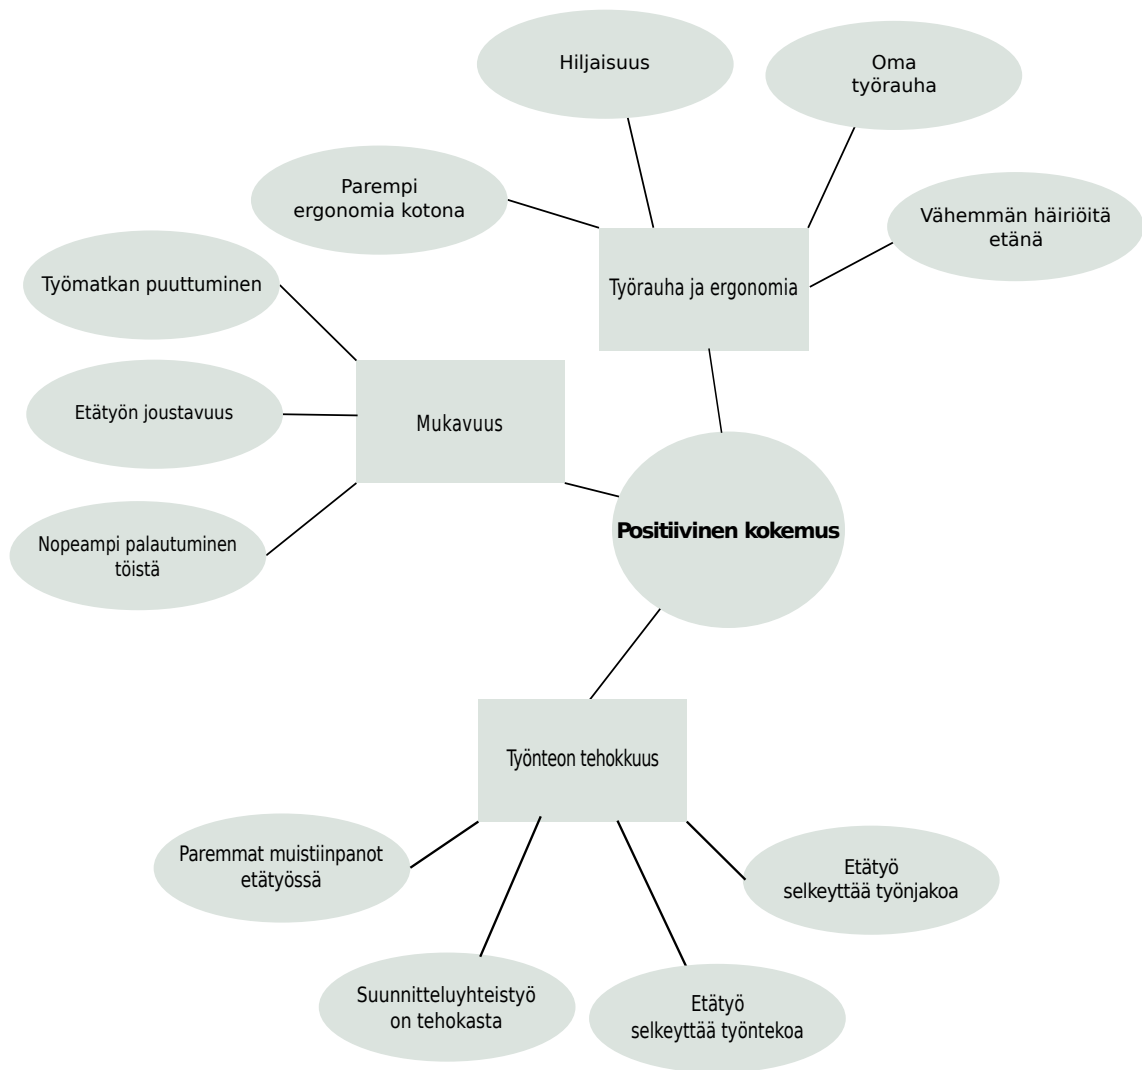 Hiljaisuus
Oma
työrauha
Parempi
ergonomia kotona
Vähemmän häiriöitä
etänä
Työmatkan puuttuminen
Työrauha ja ergonomia
Etätyön joustavuus
Mukavuus
Nopeampi palautuminen
töistä
Positiivinen kokemus
Työnteon tehokkuus
Paremmat muistiinpanot
etätyössä
Etätyö
selkeyttää työnjakoa
Suunnitteluyhteistyö
on tehokasta
Etätyö
selkeyttää työntekoa